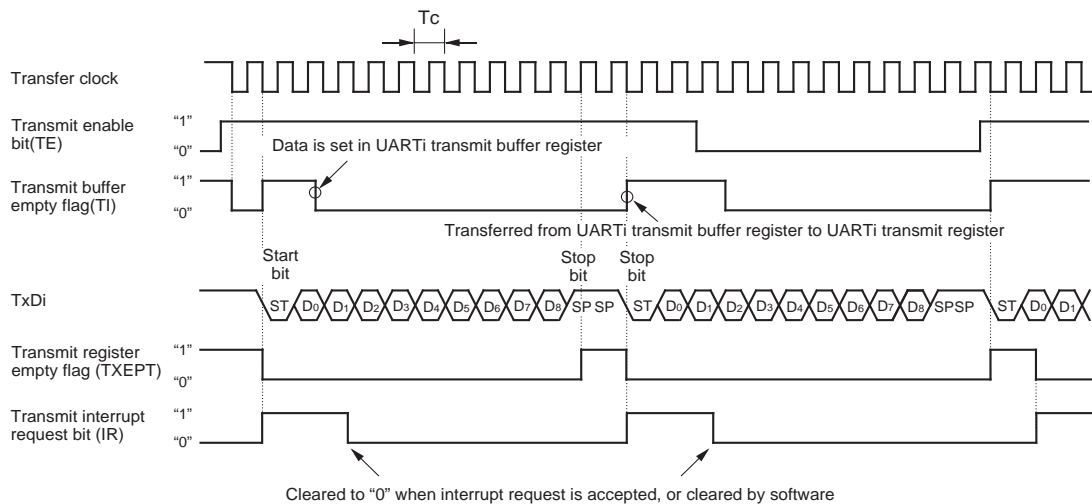 Tc
Transfer clock
Transmit enable
bit(TE)
“1”
“0”
Data is set in UARTi transmit buffer register
Transmit buffer
empty flag(TI)
“1”
“0”
Transferred from UARTi transmit buffer register to UARTi transmit register
Start
bit
Stop
bit
Stop
bit
TxDi
ST D0 D1 D2 D3 D4 D5 D6 D7 D8 SP SP ST D0 D1 D2 D3 D4 D5 D6 D7 D8 SPSP ST D0 D1
Transmit register
empty flag (TXEPT)
“1”
“0”
Transmit interrupt
request bit (IR)
“1”
“0”
Cleared to “0” when interrupt request is accepted, or cleared by software